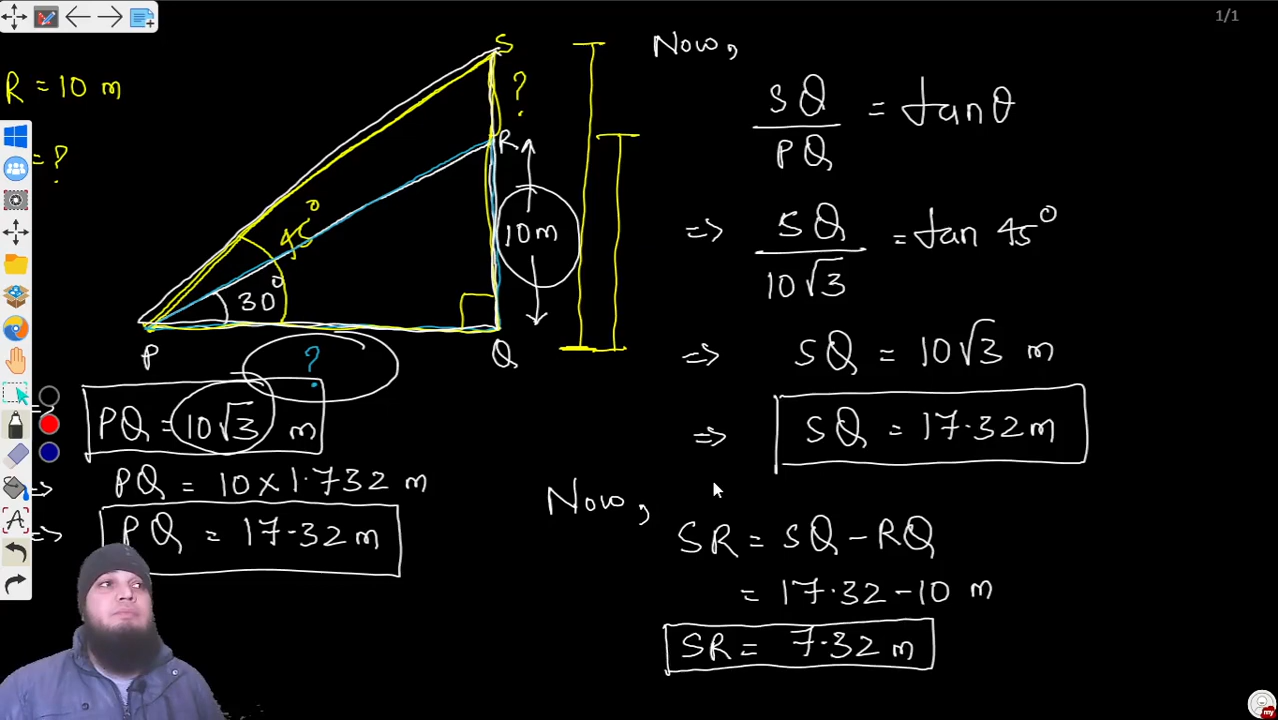 1/1
R = 10 m
= ?
S
?
R
10m
45°
30°
P
?
Q
=> PQ = 10√3 m
=> PQ = 10 × 1.732 m
=> PQ = 17.32 m
Now,
SQ/PQ = tanθ
=> SQ/10√3 = tan 45°
=> SQ = 10√3 m
=> SQ = 17.32 m
Now,
SR = SQ - RQ
= 17.32 - 10 m
SR = 7.32 m
A
my